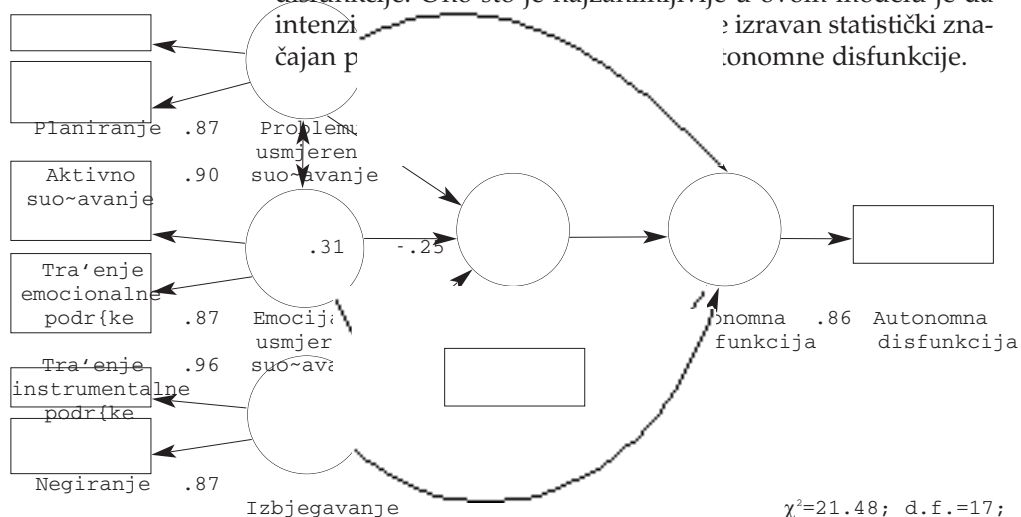 intenzi
e izravan statistički zna-
čajan p
tonomne disfunkcije.
Planiranje .87 Problemu
usmjeren
Aktivno .90 suo~avanje
suo~avanje
.31 -.25
Tra'enje
emocionalne
podr{ke .87 Emocija
onomna .86 Autonomna
usmjer
funkcija disfunkcija
Tra'enje .96 suo~ava
instrumentalne
podr{ke
Negiranje .87
Izbjegavanje
χ²=21.48; d.f.=17;